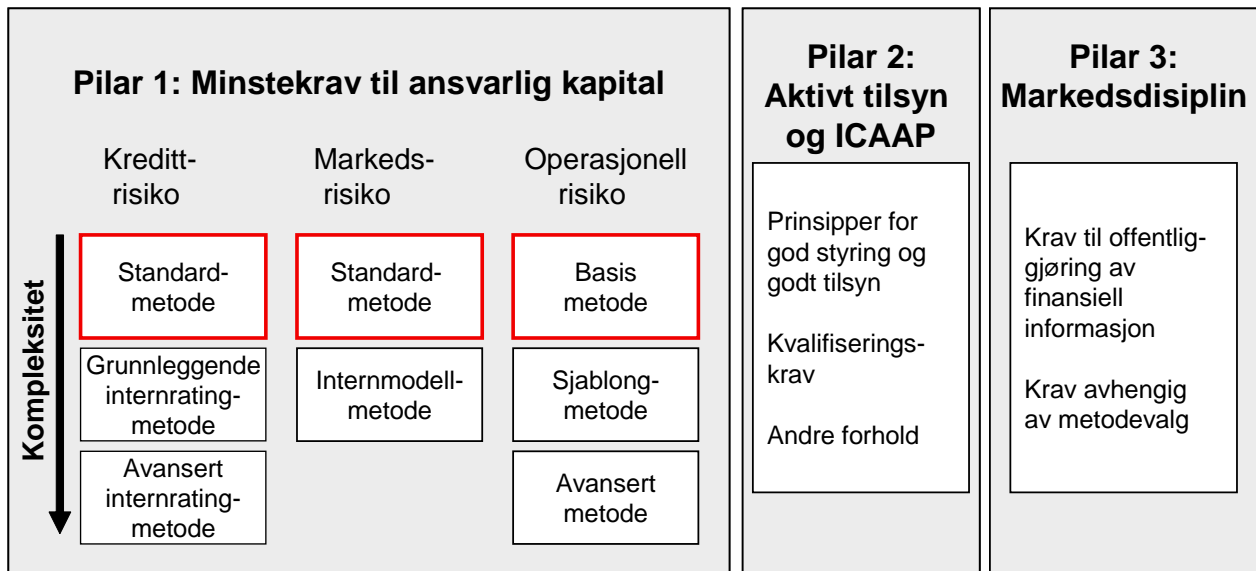 Pilar 1: Minstekrav til ansvarlig kapital
Kreditt-
risiko
Markeds-
risiko
Operasjonell
risiko
Kompleksitet
Standard-
metode
Standard-
metode
Basis
metode
Grunnleggende
internrating-
metode
Internmodell-
metode
Sjablong-
metode
Avansert
internrating-
metode
Avansert
metode
Pilar 2:
Aktivt tilsyn
og ICAAP
Prinsipper for
god styring og
godt tilsyn
Kvalifiserings-
krav
Andre forhold
Pilar 3:
Markedsdisiplin
Krav til offentlig-
gjøring av
finansiell
informasjon
Krav avhengig
av metodevalg